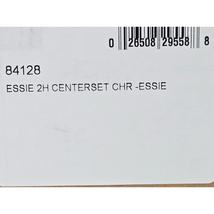 0 26508 29558 8
84128
ESSIE 2H CENTERSET CHR -ESSIE